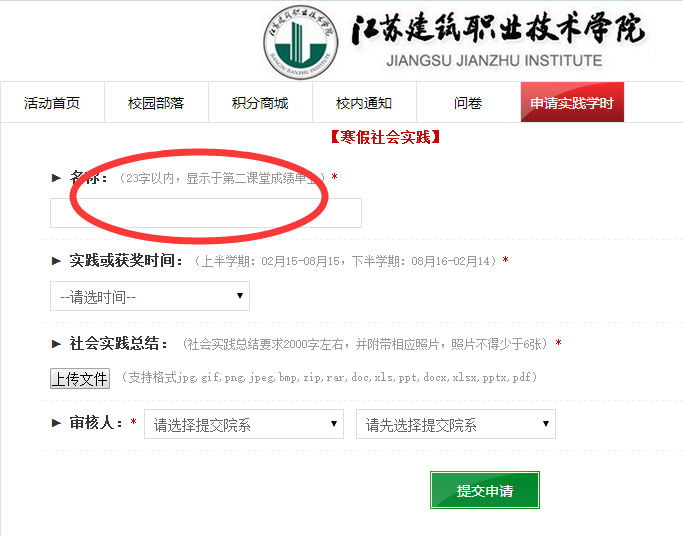 江苏建筑职业技术学院
JIANGSU JIANZHU INSTITUTE
活动首页 校园部落 积分商城 校内通知 问卷 申请实践学时
【寒假社会实践】
► 名称：（23字以内，显示于第二课堂成绩单上）*
► 实践或获奖时间：（上半学期：02月15-08月15，下半学期：08月16-02月14）*
--请选时间-- ▼
► 社会实践总结：（社会实践总结要求2000字左右，并附带相应照片，照片不得少于6张）*
上传文件 （支持格式jpg,gif,png,jpeg,bmp,zip,rar,doc,xls,ppt,docx,xlsx,pptx,pdf）
► 审核人：* 请选择提交院系 ▼ 请先选择提交院系 ▼
提交申请